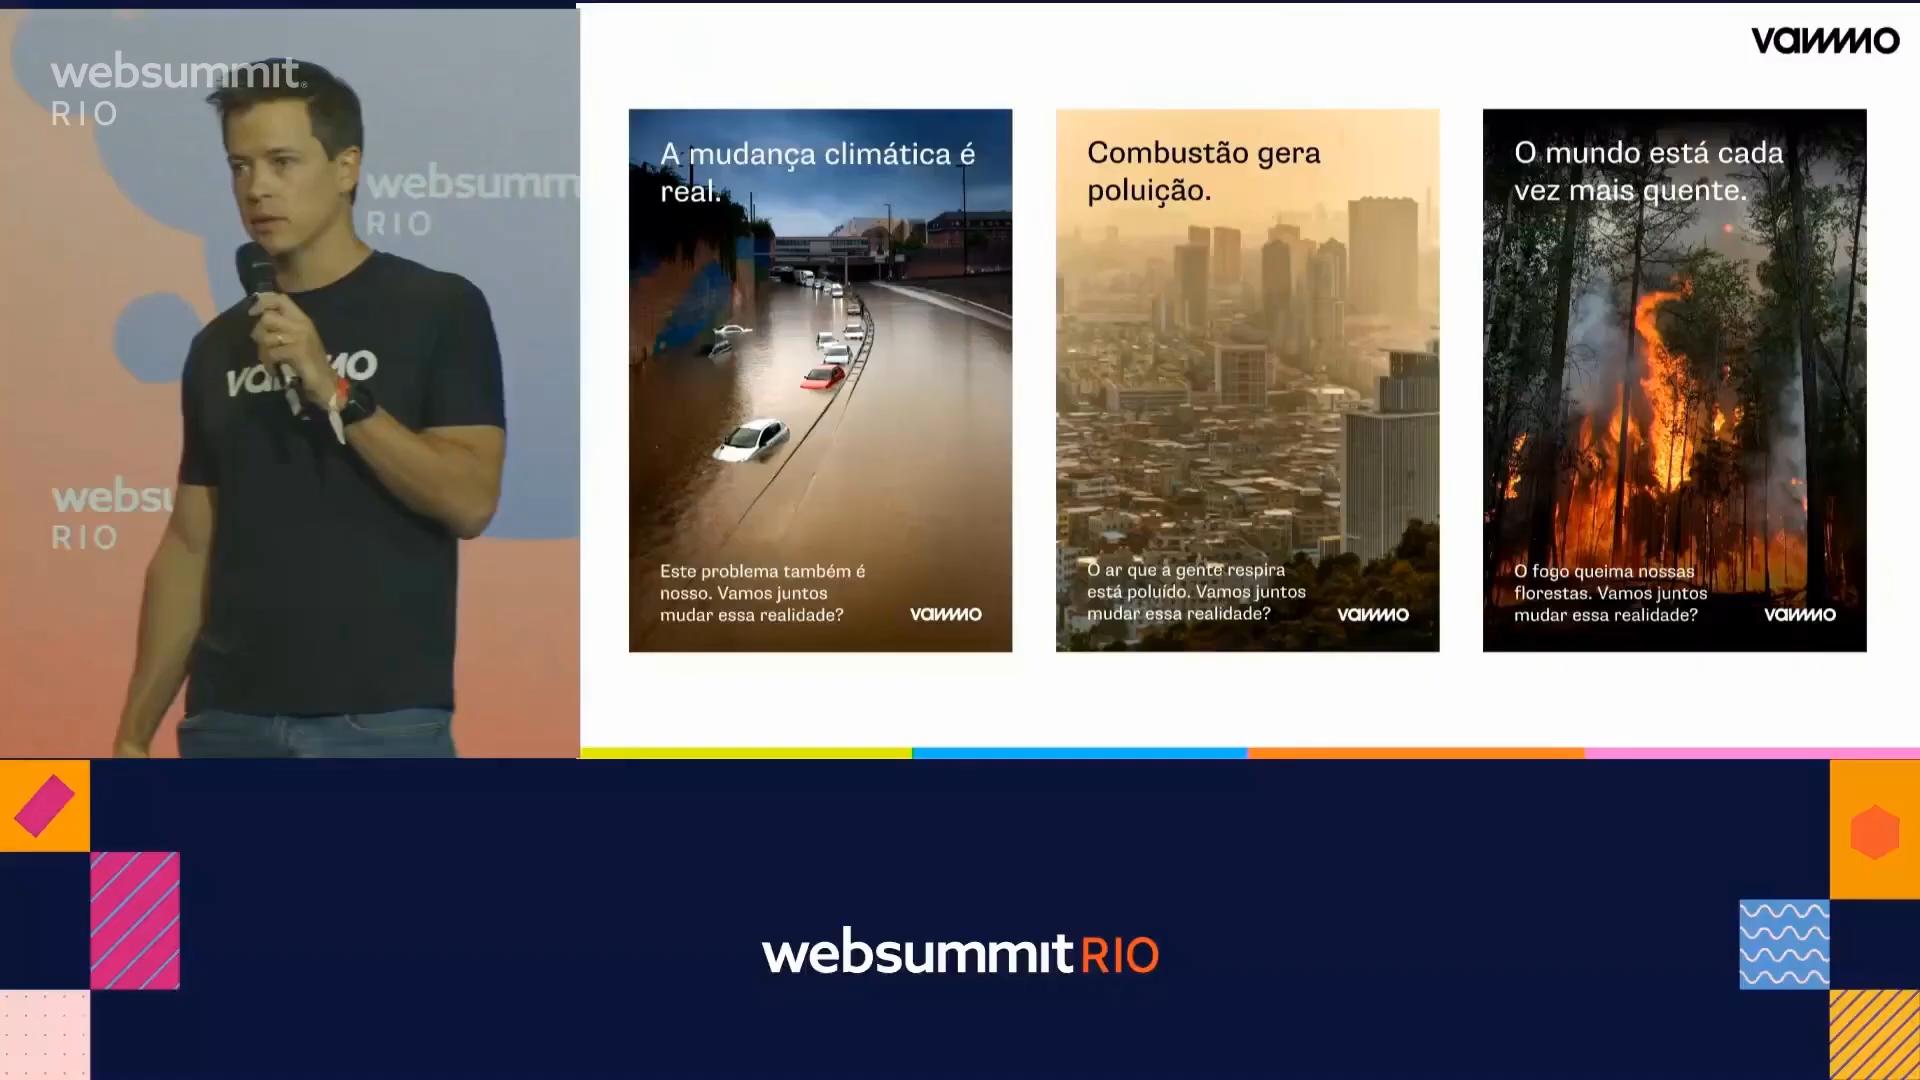 websummit
RIO
websumm
RIO
vammo
websu
RIO
vammo
A mudança climática é
real.
Este problema também é
nosso. Vamos juntos
mudar essa realidade?
vammo
Combustão gera
poluição.
O ar que a gente respira
está poluído. Vamos juntos
mudar essa realidade?
vammo
O mundo está cada
vez mais quente.
O fogo queima nossas
florestas. Vamos juntos
mudar essa realidade?
vammo
websummit RIO